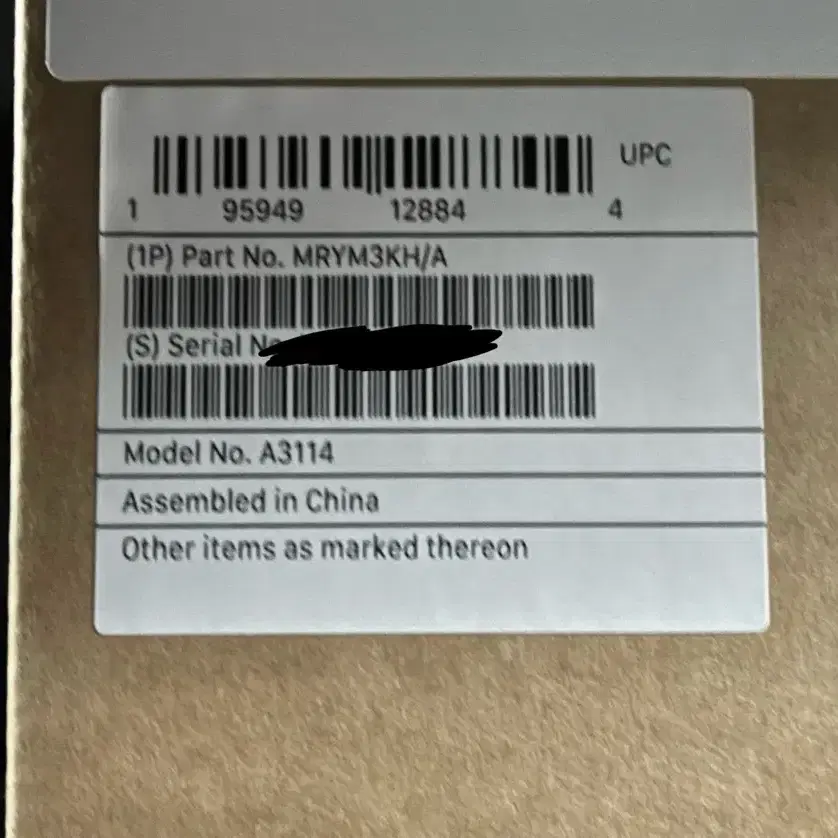 UPC
1 95949 12884 4
(1P) Part No. MRYM3KH/A
(S) Serial No.
Model No. A3114
Assembled in China
Other items as marked thereon